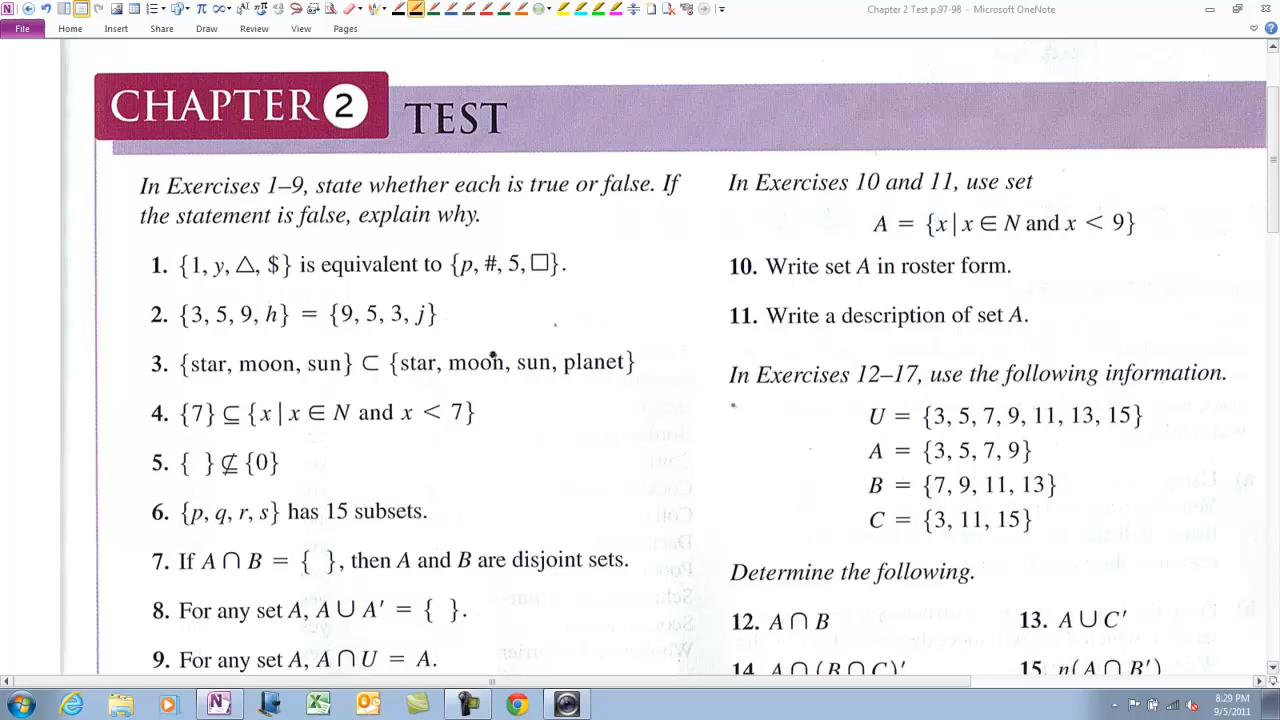 Chapter 2 Test p.97-98 - Microsoft OneNote
File Home Insert Share Draw Review View Pages
CHAPTER 2 TEST
In Exercises 1–9, state whether each is true or false. If
the statement is false, explain why.
1. {1, y, △, $} is equivalent to {p, #, 5, □}.
2. {3, 5, 9, h} = {9, 5, 3, j}
3. {star, moon, sun} ⊂ {star, moon, sun, planet}
4. {7} ⊆ {x | x ∈ N and x < 7}
5. { } ⊈ {0}
6. {p, q, r, s} has 15 subsets.
7. If A ∩ B = { }, then A and B are disjoint sets.
8. For any set A, A ∪ A′ = { }.
9. For any set A, A ∩ U = A.
In Exercises 10 and 11, use set
A = {x | x ∈ N and x < 9}
10. Write set A in roster form.
11. Write a description of set A.
In Exercises 12–17, use the following information.
U = {3, 5, 7, 9, 11, 13, 15}
A = {3, 5, 7, 9}
B = {7, 9, 11, 13}
C = {3, 11, 15}
Determine the following.
12. A ∩ B 13. A ∪ C′
14. A ∩ (B ∩ C)′ 15. n(A ∩ B′)
8:29 PM
9/5/2011